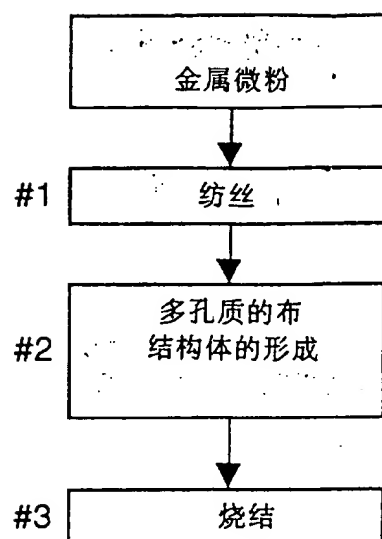 金属微粉
#1 纺丝
#2 多孔质的布
结构体的形成
#3 烧结